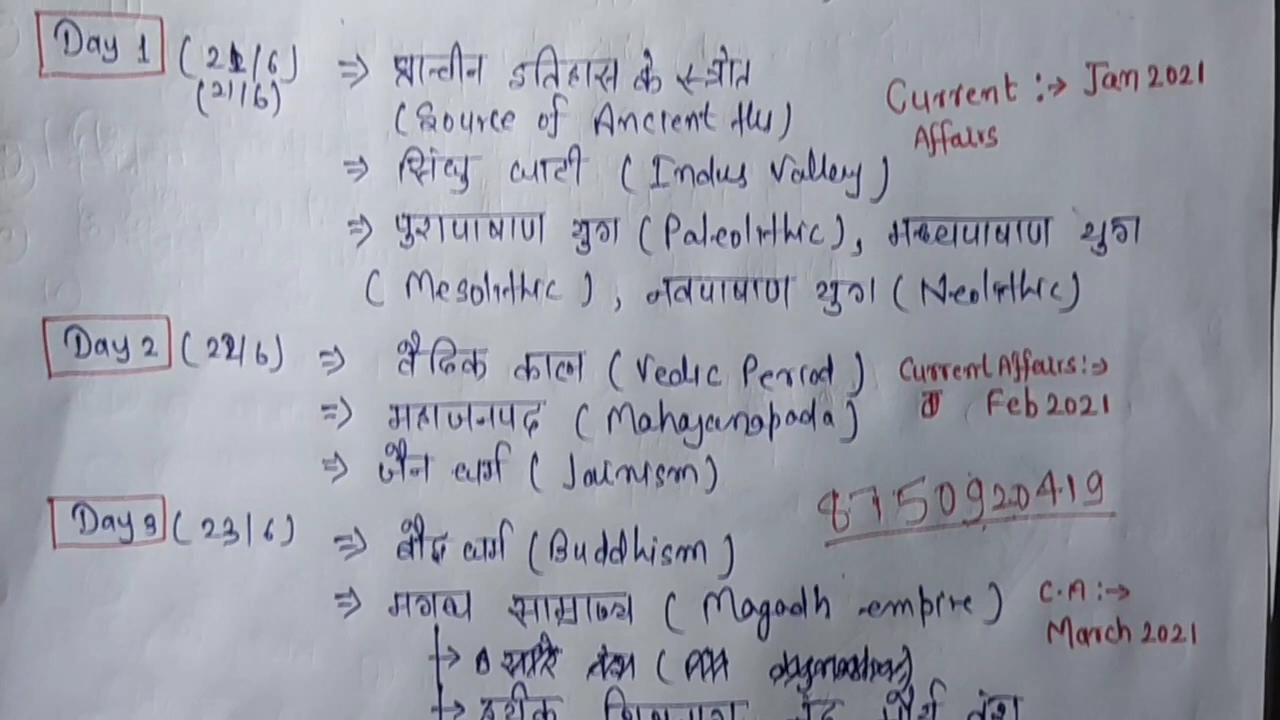 Day 1 (21/6) ⇒ प्राचीन इतिहास के स्त्रोत
(21/6)
(Source of Ancient His)
Current :→ Jan 2021
Affairs
⇒ सिंधु घाटी (Indus Valley)
⇒ पुरापाषाण युग (Paleolithic), मध्यपाषाण युग
(Mesolithic), नवपाषाण युग (Neolithic)
Day 2 (22/6) ⇒ वैदिक काल (Vedic Period)
Current Affairs :→
Feb 2021
⇒ महाजनपद (Mahajanapada)
⇒ जैन धर्म (Jainism)
8750920419
Day 3 (23/6) ⇒ बौद्ध धर्म (Buddhism)
⇒ मगध साम्राज्य (Magadh empire)
C.A :→
March 2021